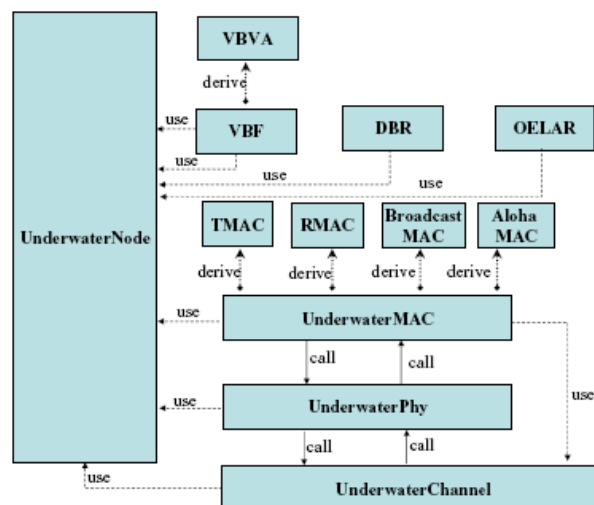 VBVA
derive
use
VBF
DBR
OELAR
use
use
use
TMAC
RMAC
Broadcast
MAC
Aloha
MAC
UnderwaterNode
derive
derive
derive
derive
use
UnderwaterMAC
call
call
use
use
UnderwaterPhy
call
call
use
UnderwaterChannel